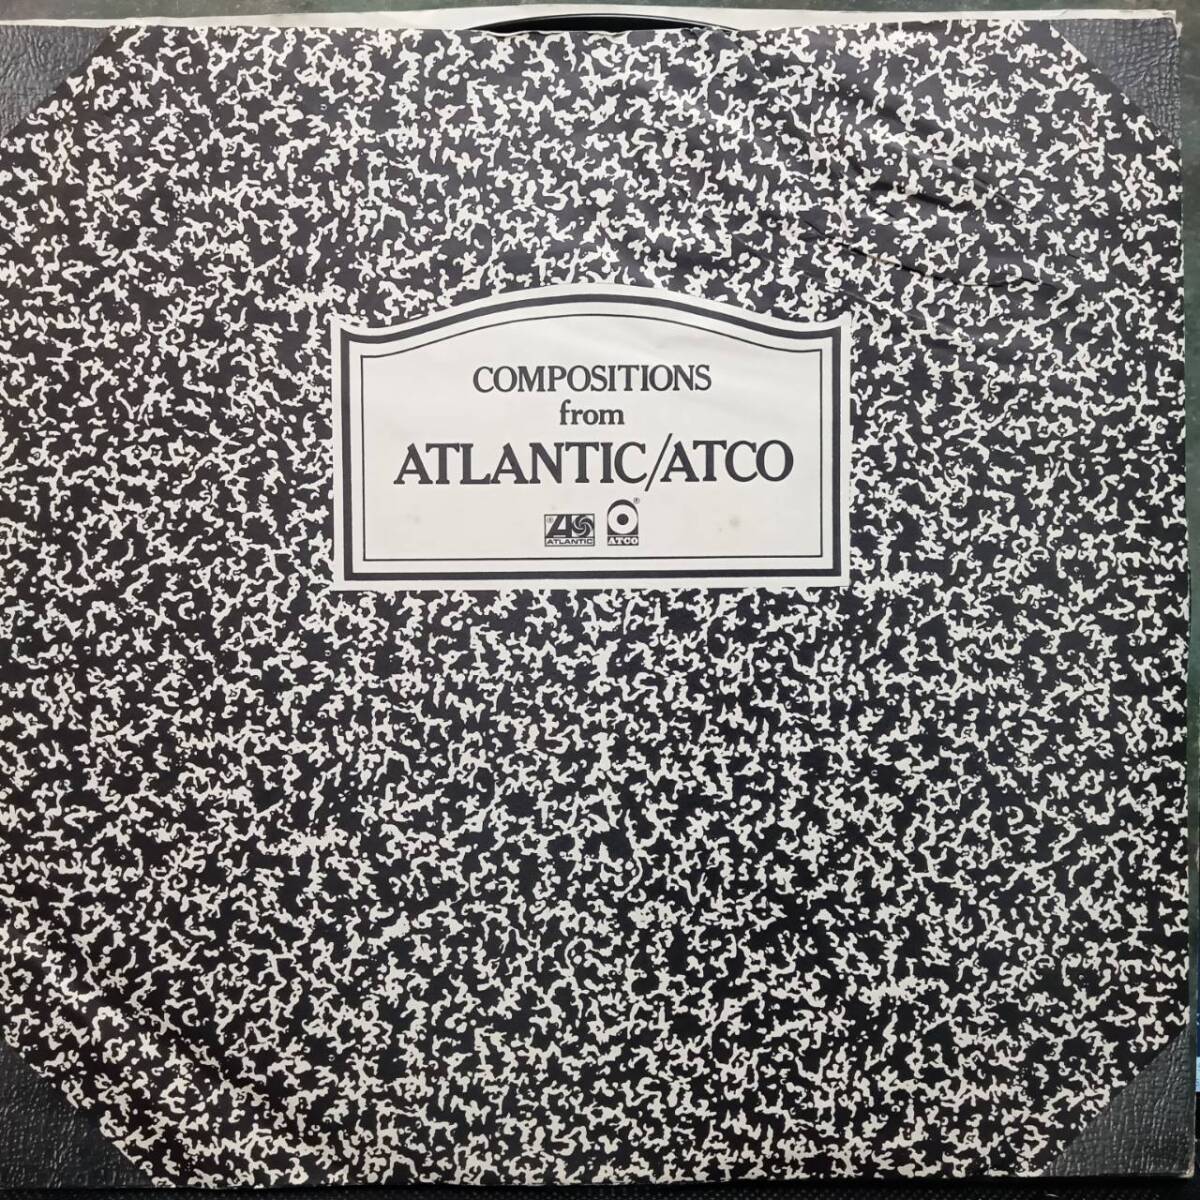 COMPOSITIONS
from
ATLANTIC/ATCO
ATLANTIC
ATCO